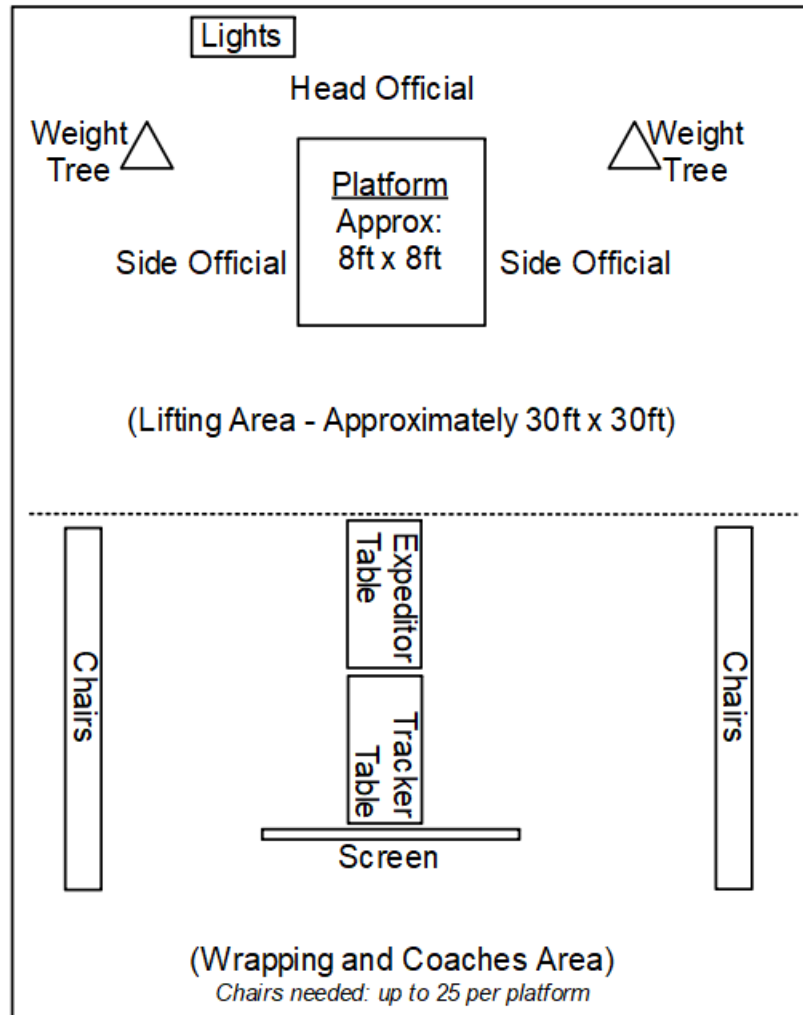 Lights
Head Official
Weight
Tree
Weight
Tree
Platform
Approx:
8ft x 8ft
Side Official
Side Official
(Lifting Area - Approximately 30ft x 30ft)
Expeditor
Table
Chairs
Chairs
Tracker
Table
Screen
(Wrapping and Coaches Area)
Chairs needed: up to 25 per platform